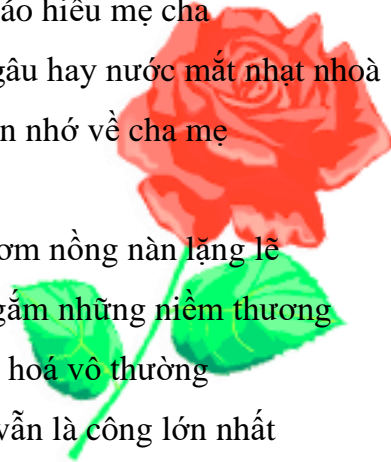 áo hiếu mẹ cha
gâu hay nước mắt nhạt nhoà
n nhớ về cha mẹ
ơm nồng nàn lặng lẽ
gắm những niềm thương
hoá vô thường
vẫn là công lớn nhất